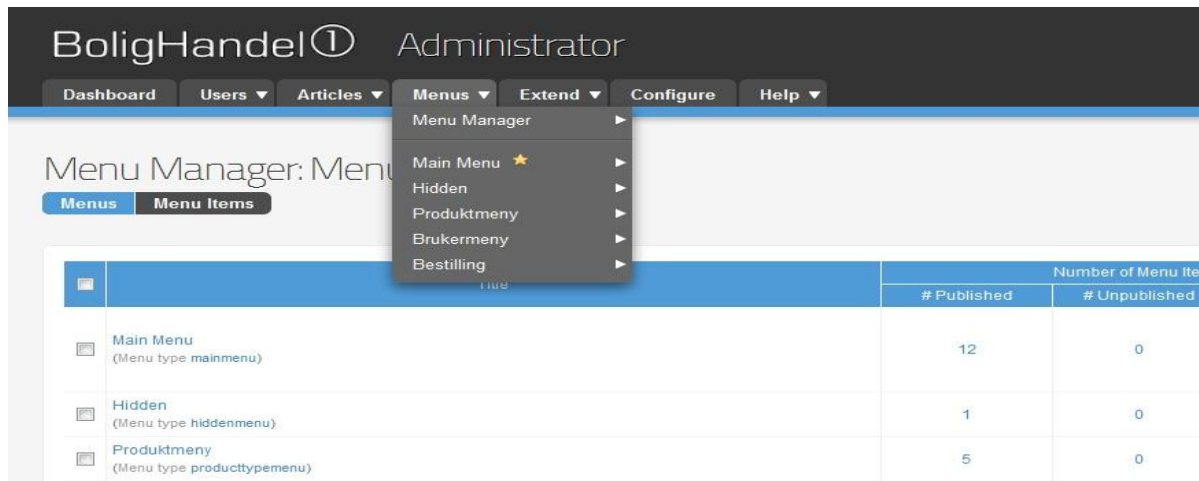 BoligHandel① Administrator
Dashboard Users ▼ Articles ▼ Menus ▼ Extend ▼ Configure Help ▼
Menu Manager
Main Menu
Hidden
Produktmeny
Brukermeny
Bestilling
Menu Manager:
Menus Menu Items
Title
Number of Menu
# Published # Unpublished
Main Menu 12 0
(Menu type mainmenu)
Hidden 1 0
(Menu type hiddenmenu)
Produktmeny 5 0
(Menu type producttypemenu)